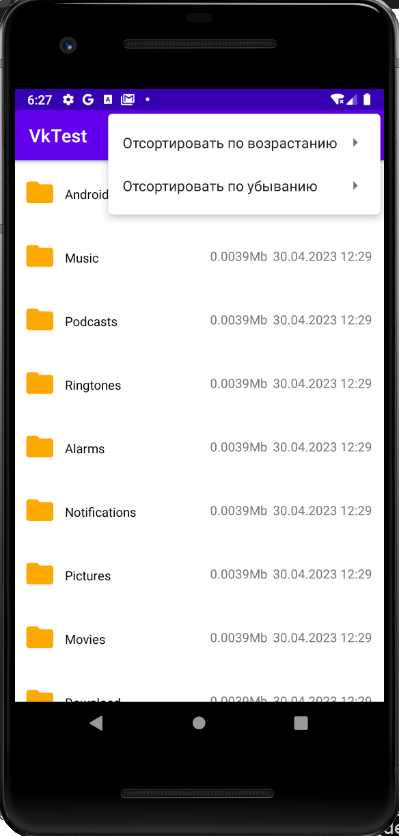 6:27
VkTest
Отсортировать по возрастанию
Отсортировать по убыванию
Android
Music 0.0039Mb 30.04.2023 12:29
Podcasts 0.0039Mb 30.04.2023 12:29
Ringtones 0.0039Mb 30.04.2023 12:29
Alarms 0.0039Mb 30.04.2023 12:29
Notifications 0.0039Mb 30.04.2023 12:29
Pictures 0.0039Mb 30.04.2023 12:29
Movies 0.0039Mb 30.04.2023 12:29
Download 0.0039Mb 30.04.2023 12:29